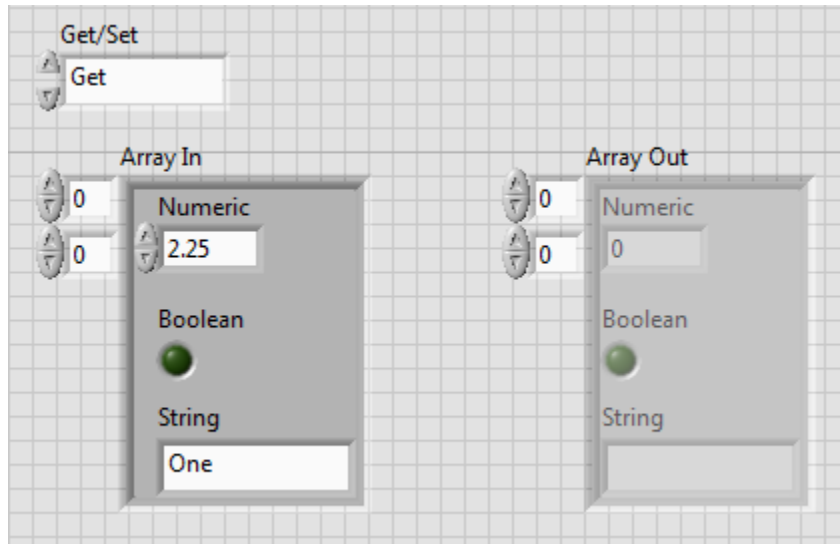 Get/Set
Get
Array In
Array Out
0
Numeric
0
Numeric
0
2.25
0
0
Boolean
Boolean
String
String
One